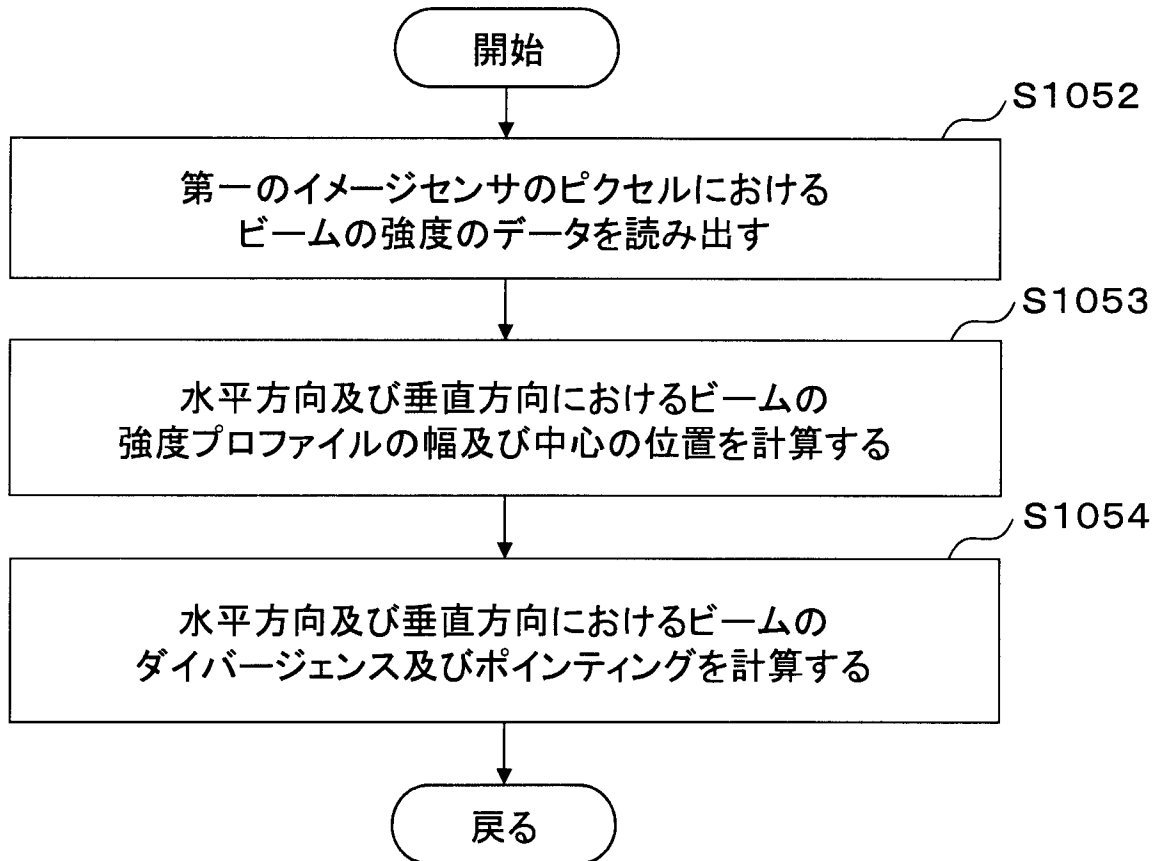 開始
S1052
第一のイメージセンサのピクセルにおける
ビームの強度のデータを読み出す
S1053
水平方向及び垂直方向におけるビームの
強度プロファイルの幅及び中心の位置を計算する
S1054
水平方向及び垂直方向におけるビームの
ダイバージェンス及びポインティングを計算する
戻る